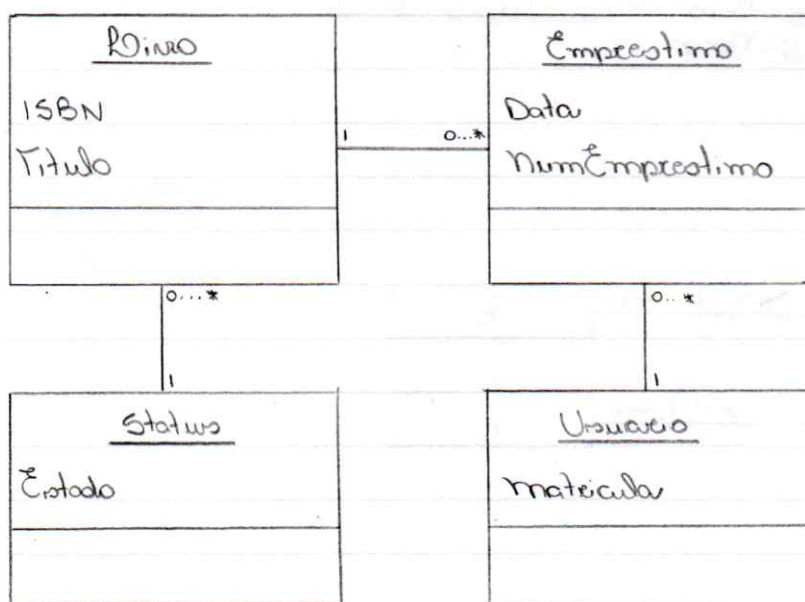 Livro
ISBN
Titulo
1
0...*
Emprestimo
Data
NumEmprestimo
0...*
1
Status
Estado
0...*
1
Usuario
Matricula